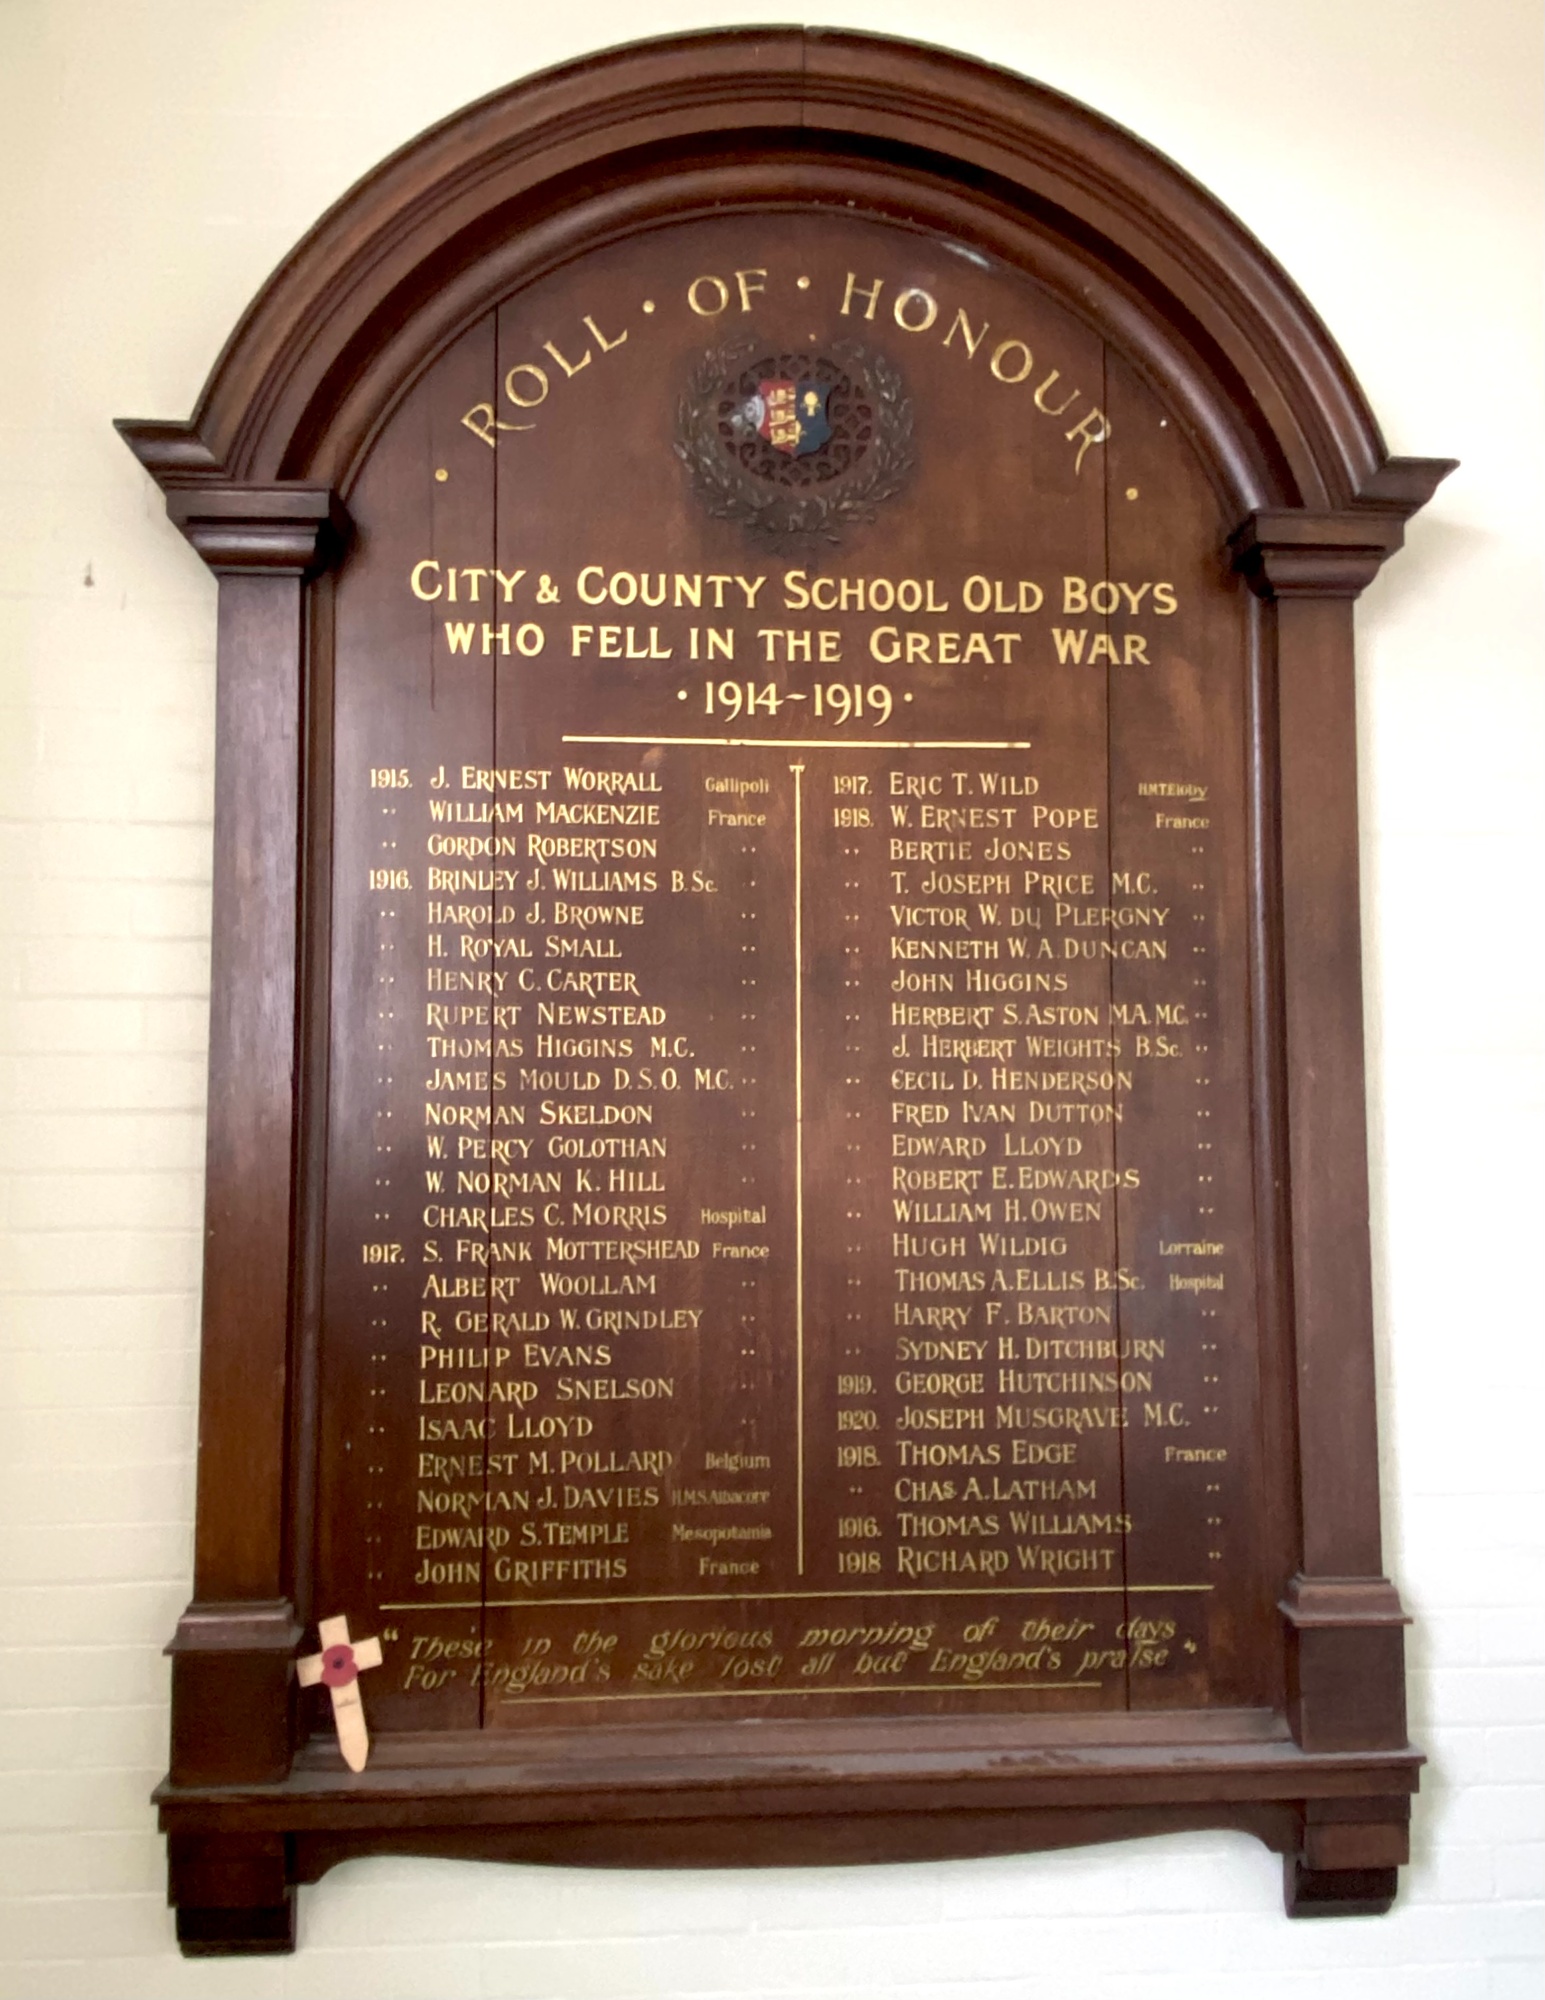 ROLL · OF · HONOUR
CITY & COUNTY SCHOOL OLD BOYS
WHO FELL IN THE GREAT WAR
· 1914-1919 ·
1915. J. ERNEST WORRALL Gallipoli
·· WILLIAM MACKENZIE France
·· GORDON ROBERTSON ··
1916. BRINLEY J. WILLIAMS B.Sc. ·
·· HAROLD J. BROWNE ··
·· H. ROYAL SMALL ··
·· HENRY C. CARTER ··
·· RUPERT NEWSTEAD ··
·· THOMAS HIGGINS M.C. ··
·· JAMES MOULD D.S.O. M.C. ··
·· NORMAN SKELDON ··
·· W. PERCY GOLOTHAN ··
·· W. NORMAN K. HILL ··
·· CHARLES C. MORRIS Hospital
1917. S. FRANK MOTTERSHEAD France
·· ALBERT WOOLLAM ··
·· R. GERALD W. GRINDLEY ··
·· PHILIP EVANS ··
·· LEONARD SNELSON ··
·· ISAAC LLOYD ··
·· ERNEST M. POLLARD Belgium
·· NORMAN J. DAVIES H.M.S. Albacore
·· EDWARD S. TEMPLE Mesopotamia
·· JOHN GRIFFITHS France
1917. ERIC T. WILD H.M.T. Eloby
1918. W. ERNEST POPE France
·· BERTIE JONES ··
·· T. JOSEPH PRICE M.C. ··
·· VICTOR W. DU PLERGNY ··
·· KENNETH W. A. DUNCAN ··
·· JOHN HIGGINS ··
·· HERBERT S. ASTON M.A. M.C. ··
·· J. HERBERT WEIGHTS B.Sc. ··
·· CECIL D. HENDERSON ··
·· FRED IVAN DUTTON ··
·· EDWARD LLOYD ··
·· ROBERT E. EDWARDS ··
·· WILLIAM H. OWEN ··
·· HUGH WILDIG Lorraine
·· THOMAS A. ELLIS B.Sc. Hospital
·· HARRY F. BARTON ··
·· SYDNEY H. DITCHBURN ··
1919. GEORGE HUTCHINSON ··
1920. JOSEPH MUSGRAVE M.C. ··
1918. THOMAS EDGE France
·· CHAS A. LATHAM ··
1916. THOMAS WILLIAMS ··
1918 RICHARD WRIGHT ··
"These in the glorious morning of their days
For England's sake lost all but England's praise"